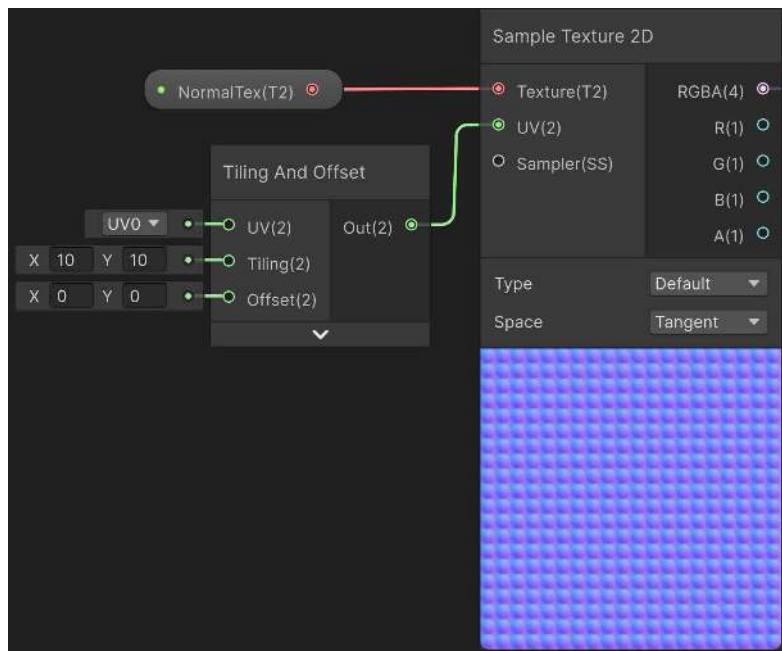 Sample Texture 2D
NormalTex(T2)
Texture(T2)
RGBA(4)
UV(2)
R(1)
Sampler(SS)
G(1)
B(1)
A(1)
Tiling And Offset
UV0
UV(2)
Out(2)
X 10 Y 10
Tiling(2)
X 0 Y 0
Offset(2)
Type
Default
Space
Tangent